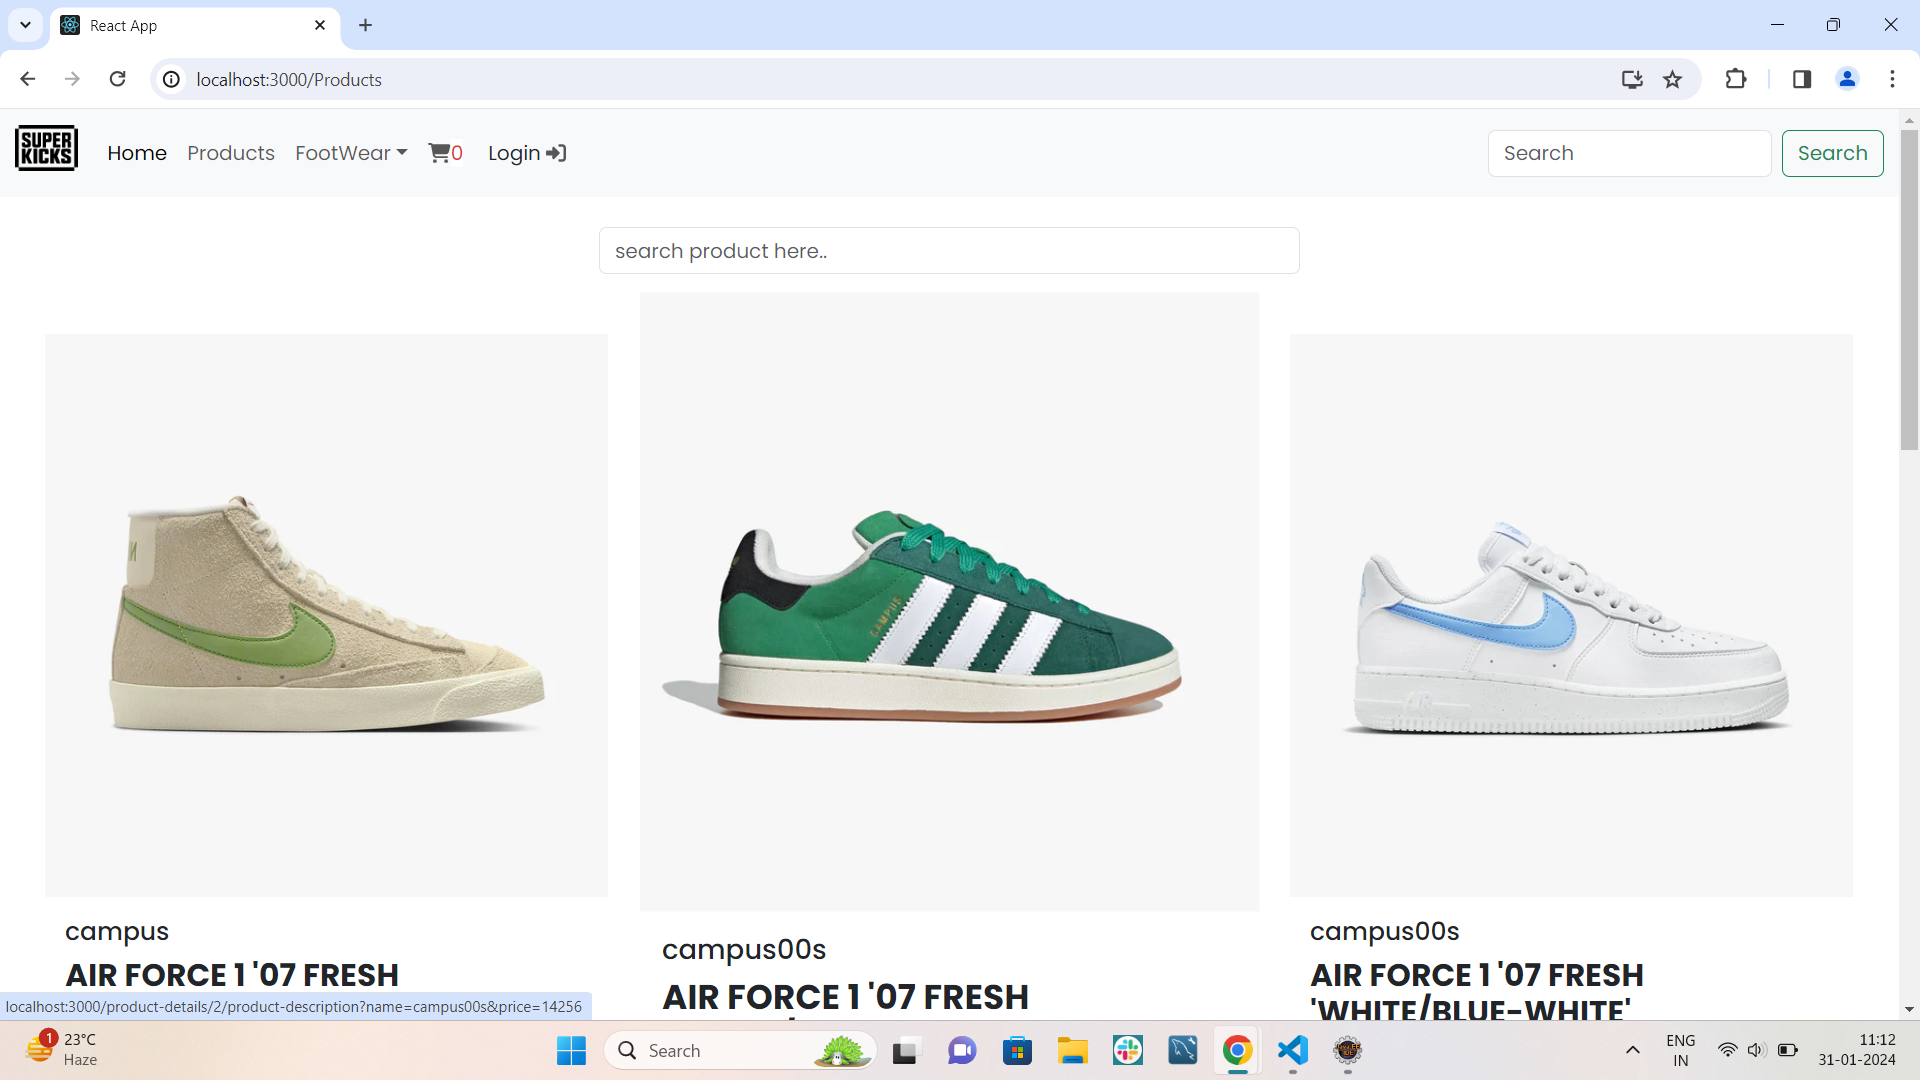 React App
localhost:3000/Products
SUPER
KICKS
Home
Products
FootWear
0
Login
Search
Search
search product here..
CAMPUS
campus
AIR FORCE 1 '07 FRESH
campus00s
AIR FORCE 1 '07 FRESH
campus00s
AIR FORCE 1 '07 FRESH
'WHITE/BLUE-WHITE'
localhost:3000/product-details/2/product-description?name=campus00s&price=14256
1
23°C
Haze
Search
ENG
IN
11:12
31-01-2024